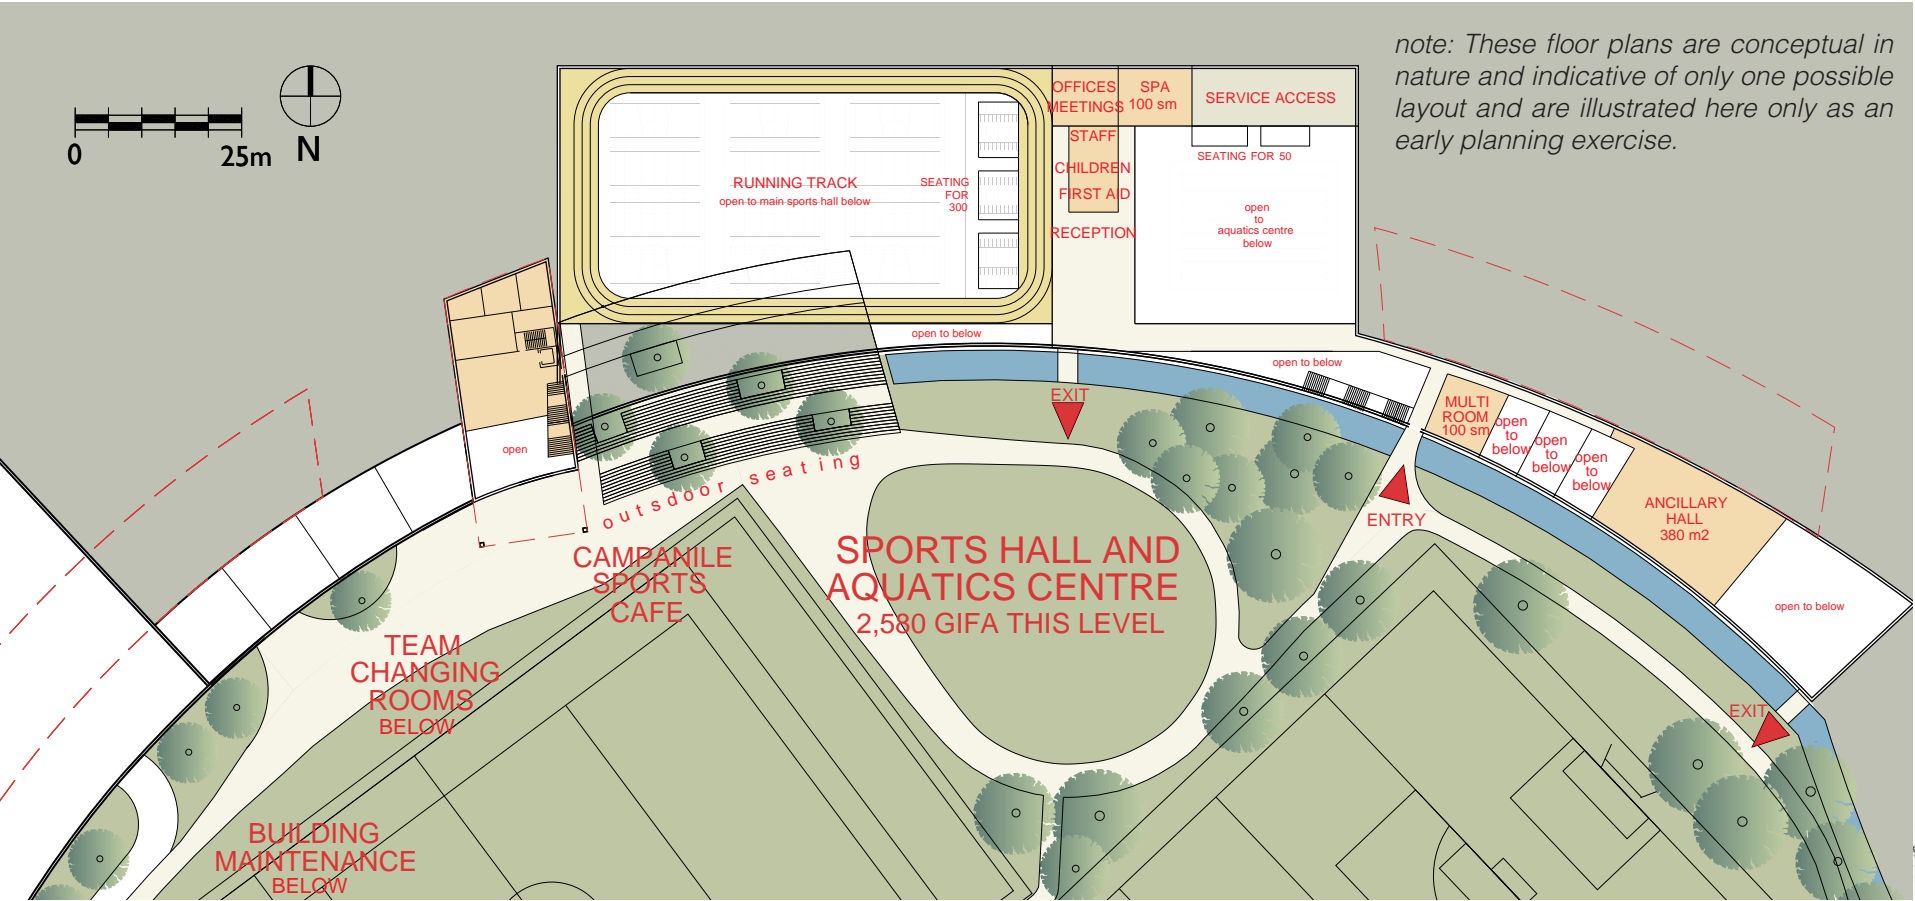 note: These floor plans are conceptual in
nature and indicative of only one possible
layout and are illustrated here only as an
early planning exercise.
0
25m
N
OFFICES
MEETINGS
SPA
100 sm
SERVICE ACCESS
STAFF
CHILDREN
FIRST AID
RECEPTION
SEATING FOR 50
RUNNING TRACK
open to main sports hall below
SEATING
FOR
300
open
to
aquatics centre
below
open to below
open to below
EXIT
MULTI
ROOM
100 sm
open
to
below
open
to
below
open
to
below
ANCILLARY
HALL
380 m2
open to below
open
outsdoor seating
ENTRY
CAMPANILE
SPORTS
CAFE
SPORTS HALL AND
AQUATICS CENTRE
2,580 GIFA THIS LEVEL
TEAM
CHANGING
ROOMS
BELOW
EXIT
BUILDING
MAINTENANCE
BELOW